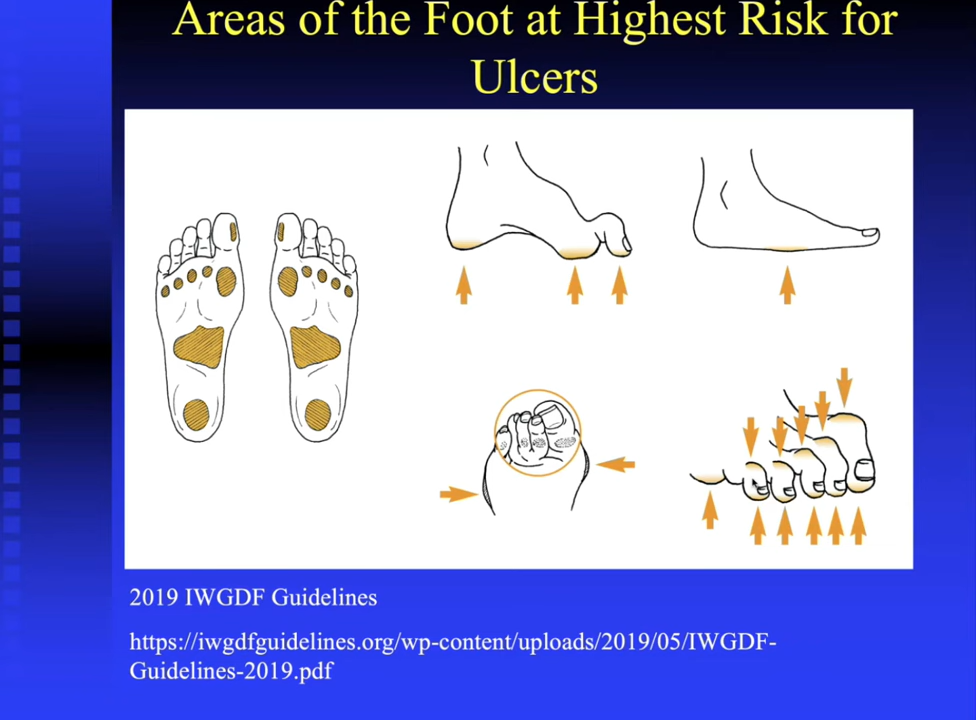 Areas of the Foot at Highest Risk for
Ulcers
2019 IWGDF Guidelines
https://iwgdfguidelines.org/wp-content/uploads/2019/05/IWGDF-
Guidelines-2019.pdf